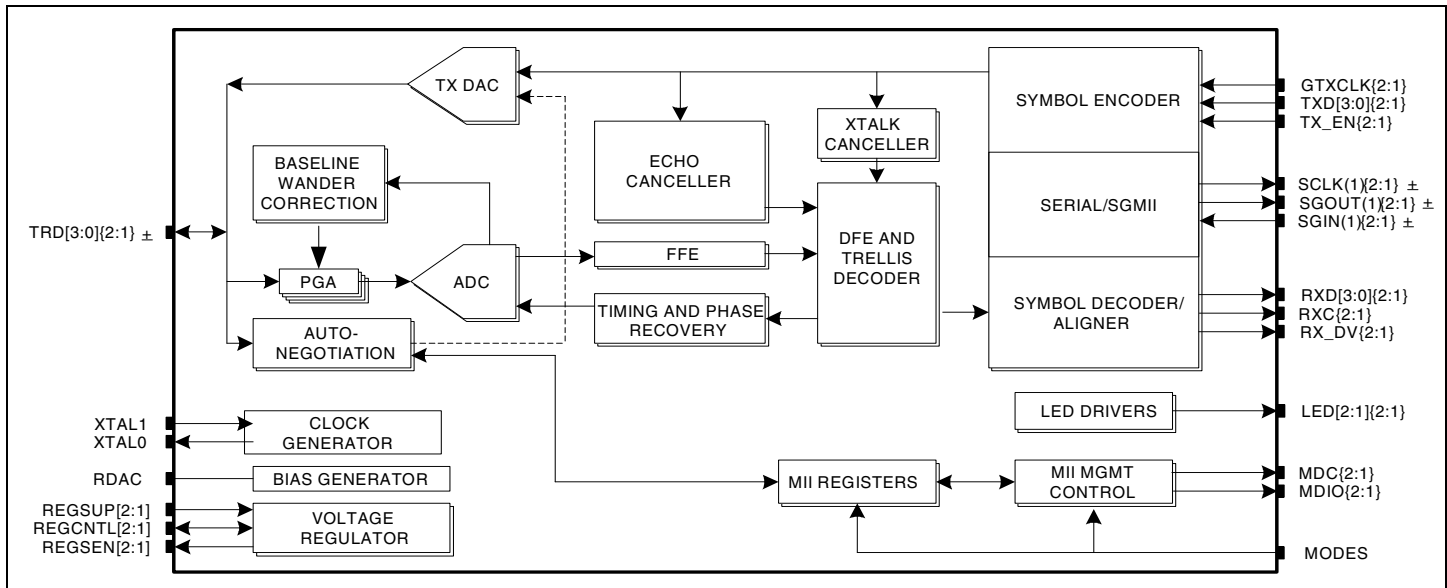 TX DAC
BASELINE
WANDER
CORRECTION
PGA
ADC
AUTO-
NEGOTIATION
ECHO
CANCELLER
XTALK
CANCELLER
FFE
TIMING AND PHASE
RECOVERY
DFE AND
TRELLIS
DECODER
SYMBOL ENCODER
SERIAL/SGMII
SYMBOL DECODER/
ALIGNER
LED DRIVERS
MII REGISTERS
MII MGMT
CONTROL
CLOCK
GENERATOR
BIAS GENERATOR
VOLTAGE
REGULATOR
TRD[3:0]{2:1} ±
XTAL1
XTAL0
RDAC
REGSUP[2:1]
REGCNTL[2:1]
REGSEN[2:1]
GTXCLK{2:1}
TXD[3:0]{2:1}
TX_EN{2:1}
SCLK(1){2:1} ±
SGOUT(1){2:1} ±
SGIN(1){2:1} ±
RXD[3:0]{2:1}
RXC{2:1}
RX_DV{2:1}
LED[2:1]{2:1}
MDC{2:1}
MDIO{2:1}
MODES